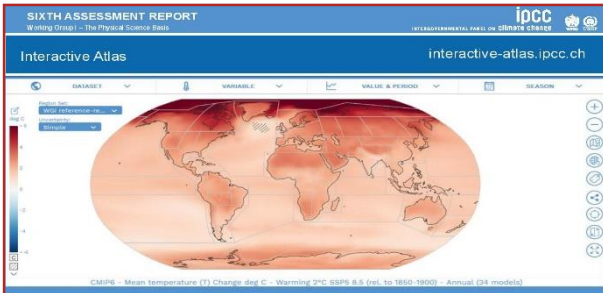 SIXTH ASSESSMENT REPORT
Working Group I – The Physical Science Basis
ipcc
INTERGOVERNMENTAL PANEL ON climate change
WMO UNEP
Interactive Atlas
interactive-atlas.ipcc.ch
DATASET VARIABLE VALUE & PERIOD SEASON
Region Set:
WGI reference-re...
Uncertainty:
Simple
deg C
CMIP6 - Mean temperature (T) Change deg C - Warming 2°C SSP5 8.5 (rel. to 1850-1900) - Annual (34 models)